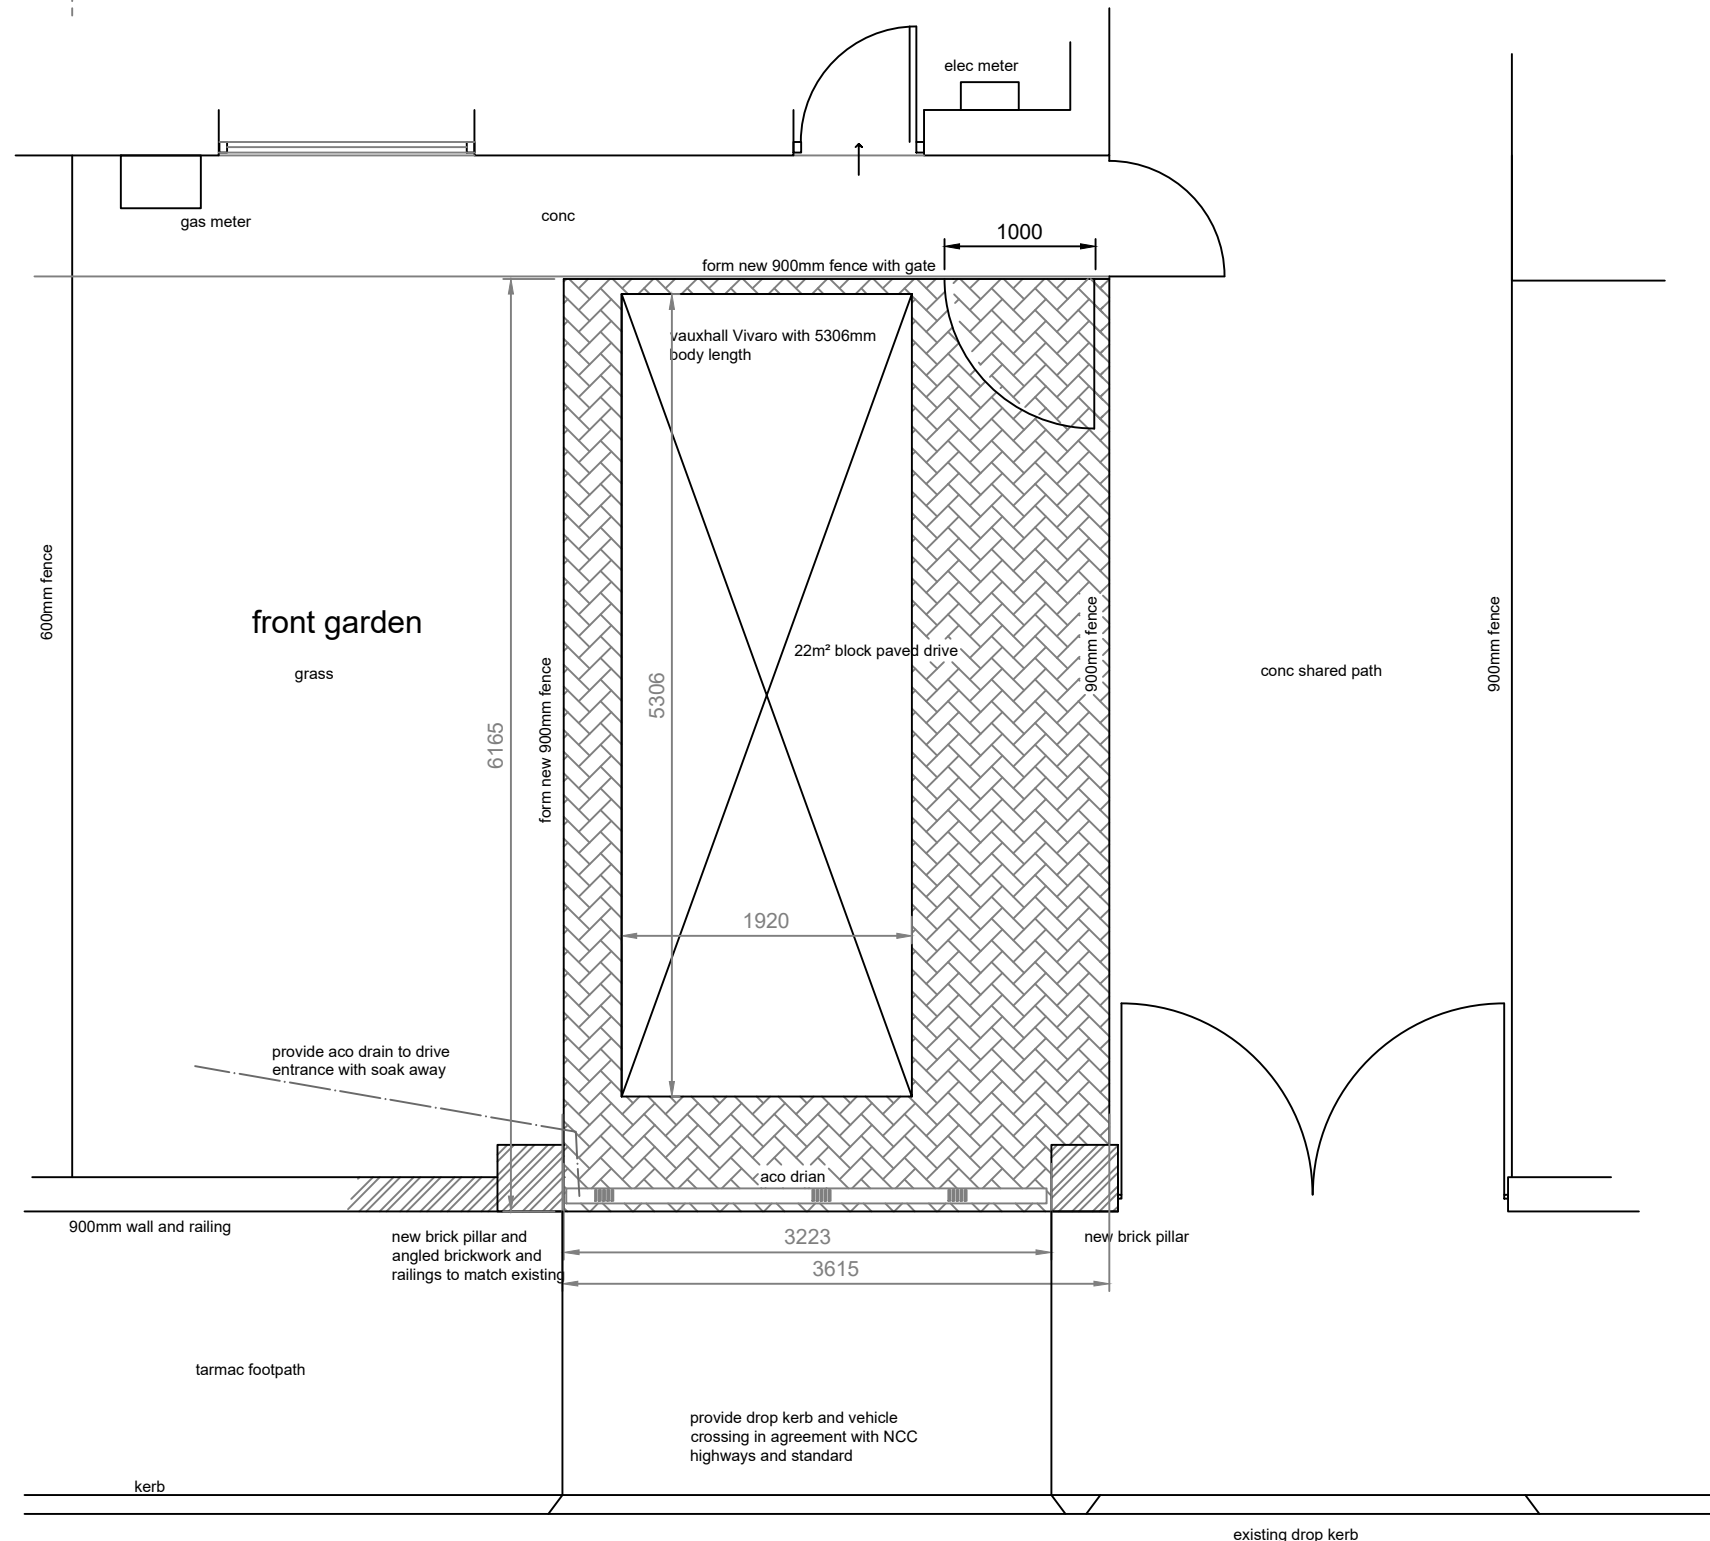 elec meter
gas meter
conc
1000
form new 900mm fence with gate
vauxhall Vivaro with 5306mm
body length
600mm fence
front garden
grass
form new 900mm fence
6165
5306
22m² block paved drive
900mm fence
conc shared path
900mm fence
1920
provide aco drain to drive
entrance with soak away
aco drian
900mm wall and railing
new brick pillar and
angled brickwork and
railings to match existing
3223
3615
new brick pillar
tarmac footpath
provide drop kerb and vehicle
crossing in agreement with NCC
highways and standard
kerb
existing drop kerb